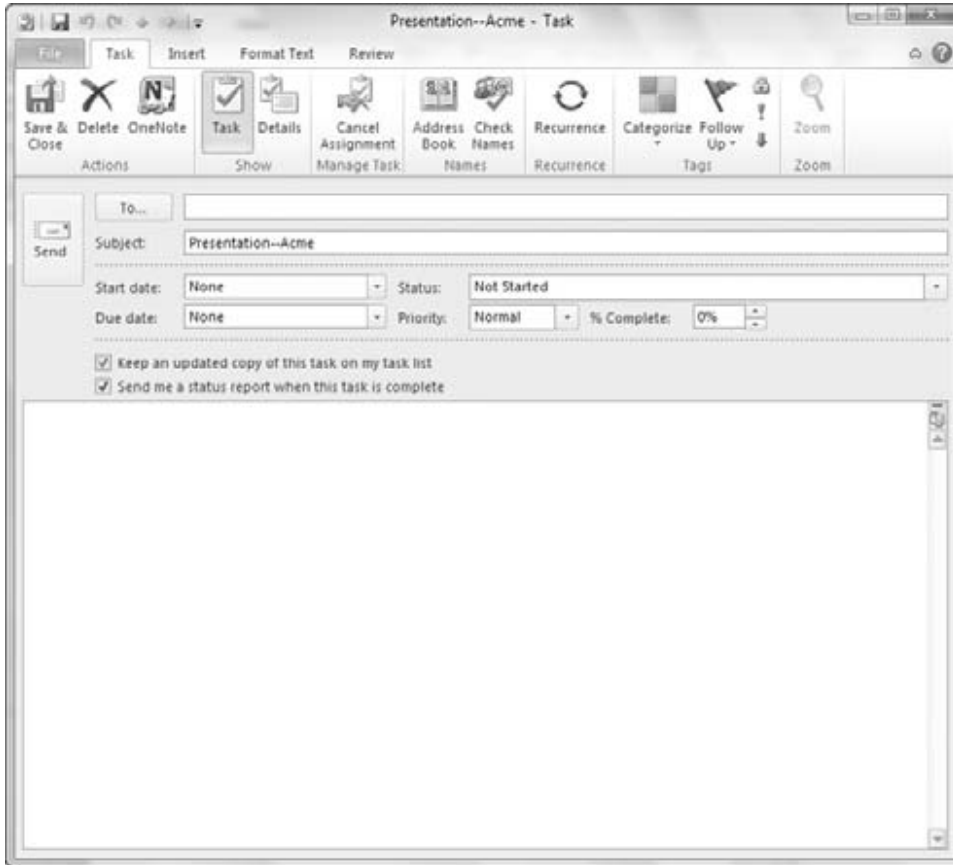 Presentation--Acme - Task
File Task Insert Format Text Review
Save & Close Delete OneNote Task Details Cancel Assignment Address Book Check Names Recurrence Categorize Follow Up Zoom
Actions Show Manage Task Names Recurrence Tags Zoom
To...
Send
Subject: Presentation--Acme
Start date: None Status: Not Started
Due date: None Priority: Normal % Complete: 0%
Keep an updated copy of this task on my task list
Send me a status report when this task is complete